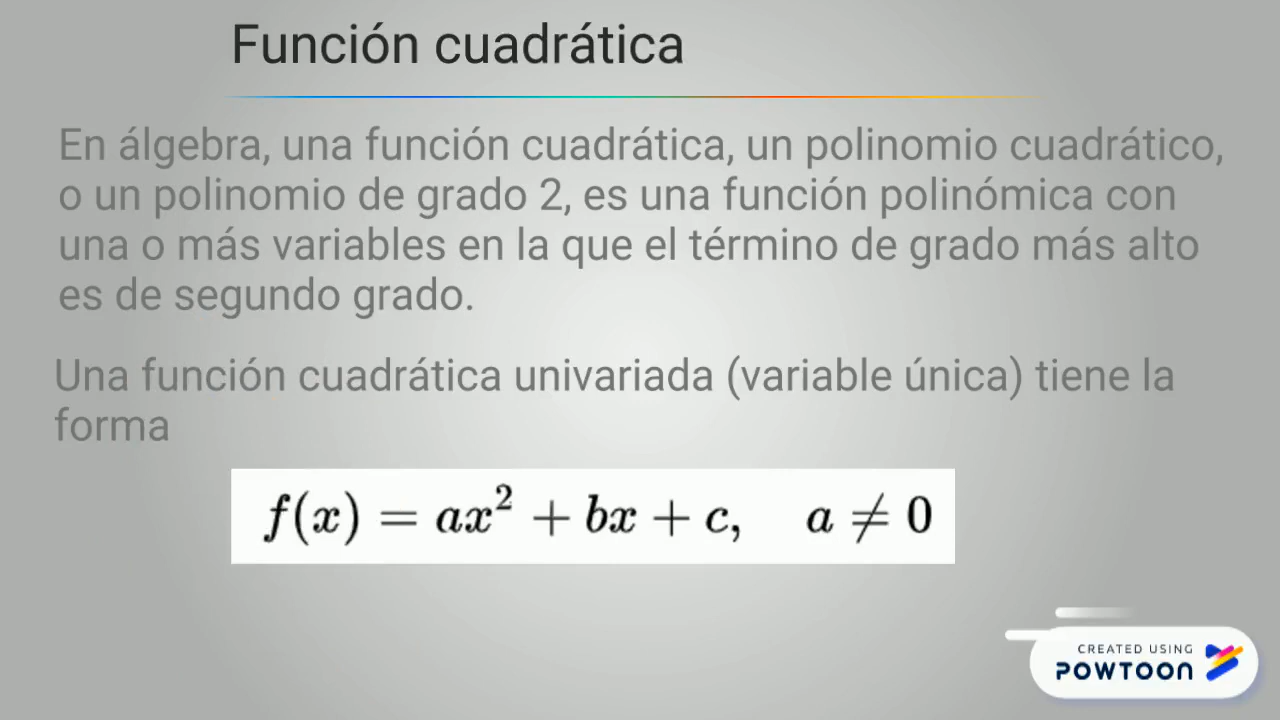 Función cuadrática
En álgebra, una función cuadrática, un polinomio cuadrático,
o un polinomio de grado 2, es una función polinómica con
una o más variables en la que el término de grado más alto
es de segundo grado.
Una función cuadrática univariada (variable única) tiene la
forma
f(x) = ax² + bx + c, a ≠ 0
CREATED USING
POWTOON